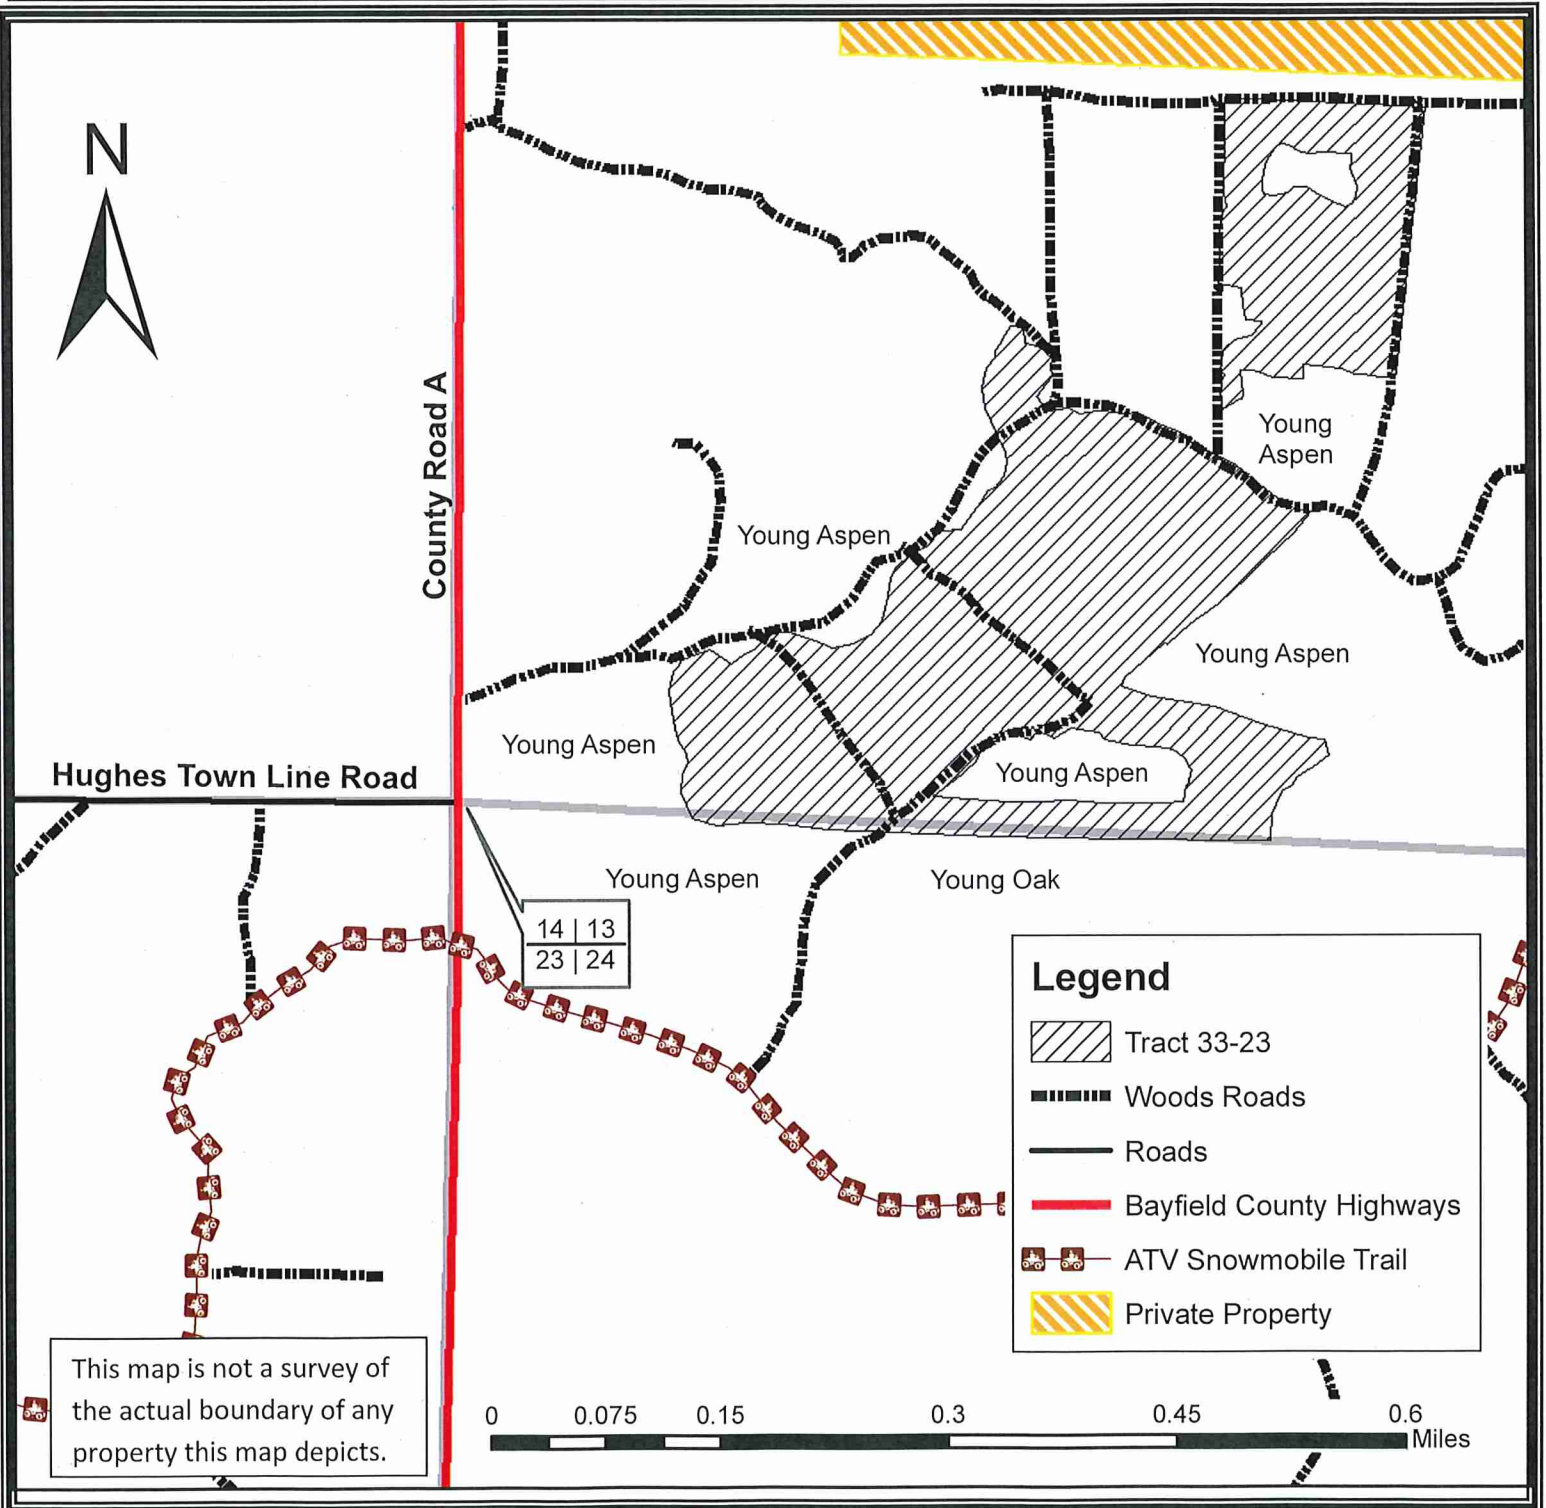 N
County Road A
Young
Aspen
Young Aspen
Young Aspen
Young Aspen
Young Aspen
Hughes Town Line Road
Young Aspen
Young Oak
14 | 13
23 | 24
Legend
Tract 33-23
Woods Roads
Roads
Bayfield County Highways
ATV Snowmobile Trail
Private Property
This map is not a survey of
the actual boundary of any
property this map depicts.
0 0.075 0.15 0.3 0.45 0.6
Miles